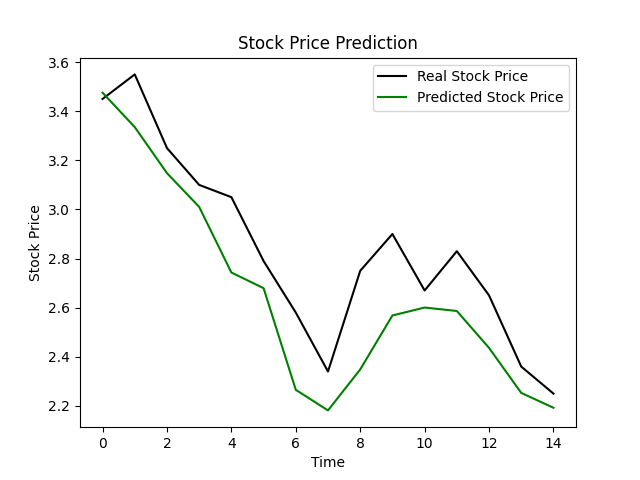 Stock Price Prediction
Real Stock Price
Predicted Stock Price
3.6
3.4
3.2
3.0
2.8
2.6
2.4
2.2
Stock Price
0 2 4 6 8 10 12 14
Time